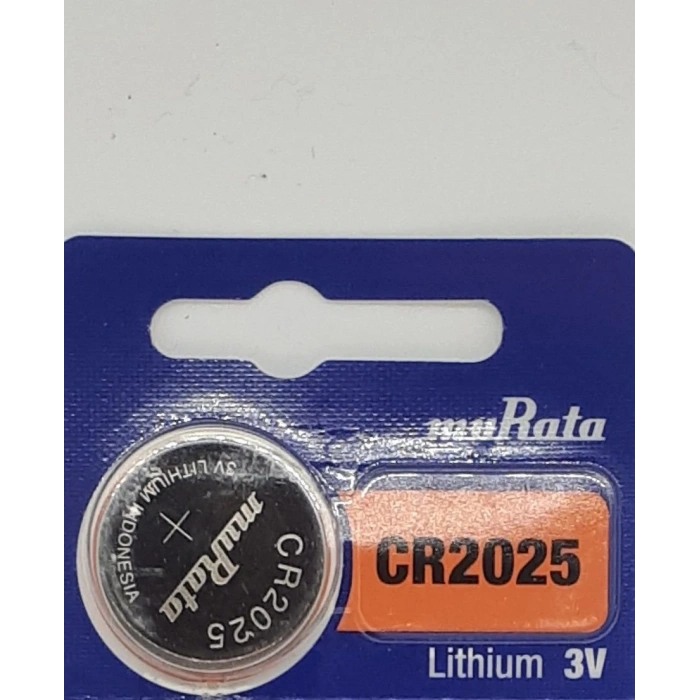 muRata
CR2025
Lithium 3V
3V LITHIUM INDONESIA
+
muRata
CR2025